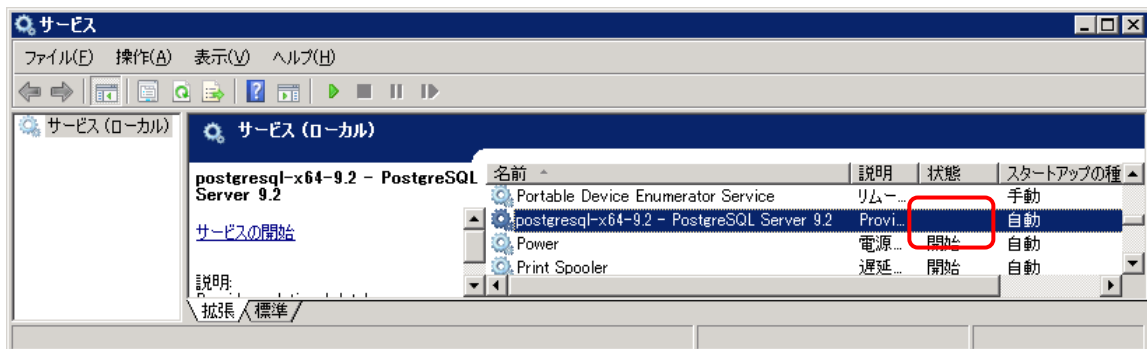 サービス
ファイル(F) 操作(A) 表示(V) ヘルプ(H)
サービス(ローカル)
サービス(ローカル)
postgresql-x64-9.2 - PostgreSQL Server 9.2
サービスの開始
説明:
名前 説明 状態 スタートアップの種
Portable Device Enumerator Service リムー... 手動
postgresql-x64-9.2 - PostgreSQL Server 9.2 Provi... 自動
Power 電源... 開始 自動
Print Spooler 遅延... 開始 自動
拡張 標準